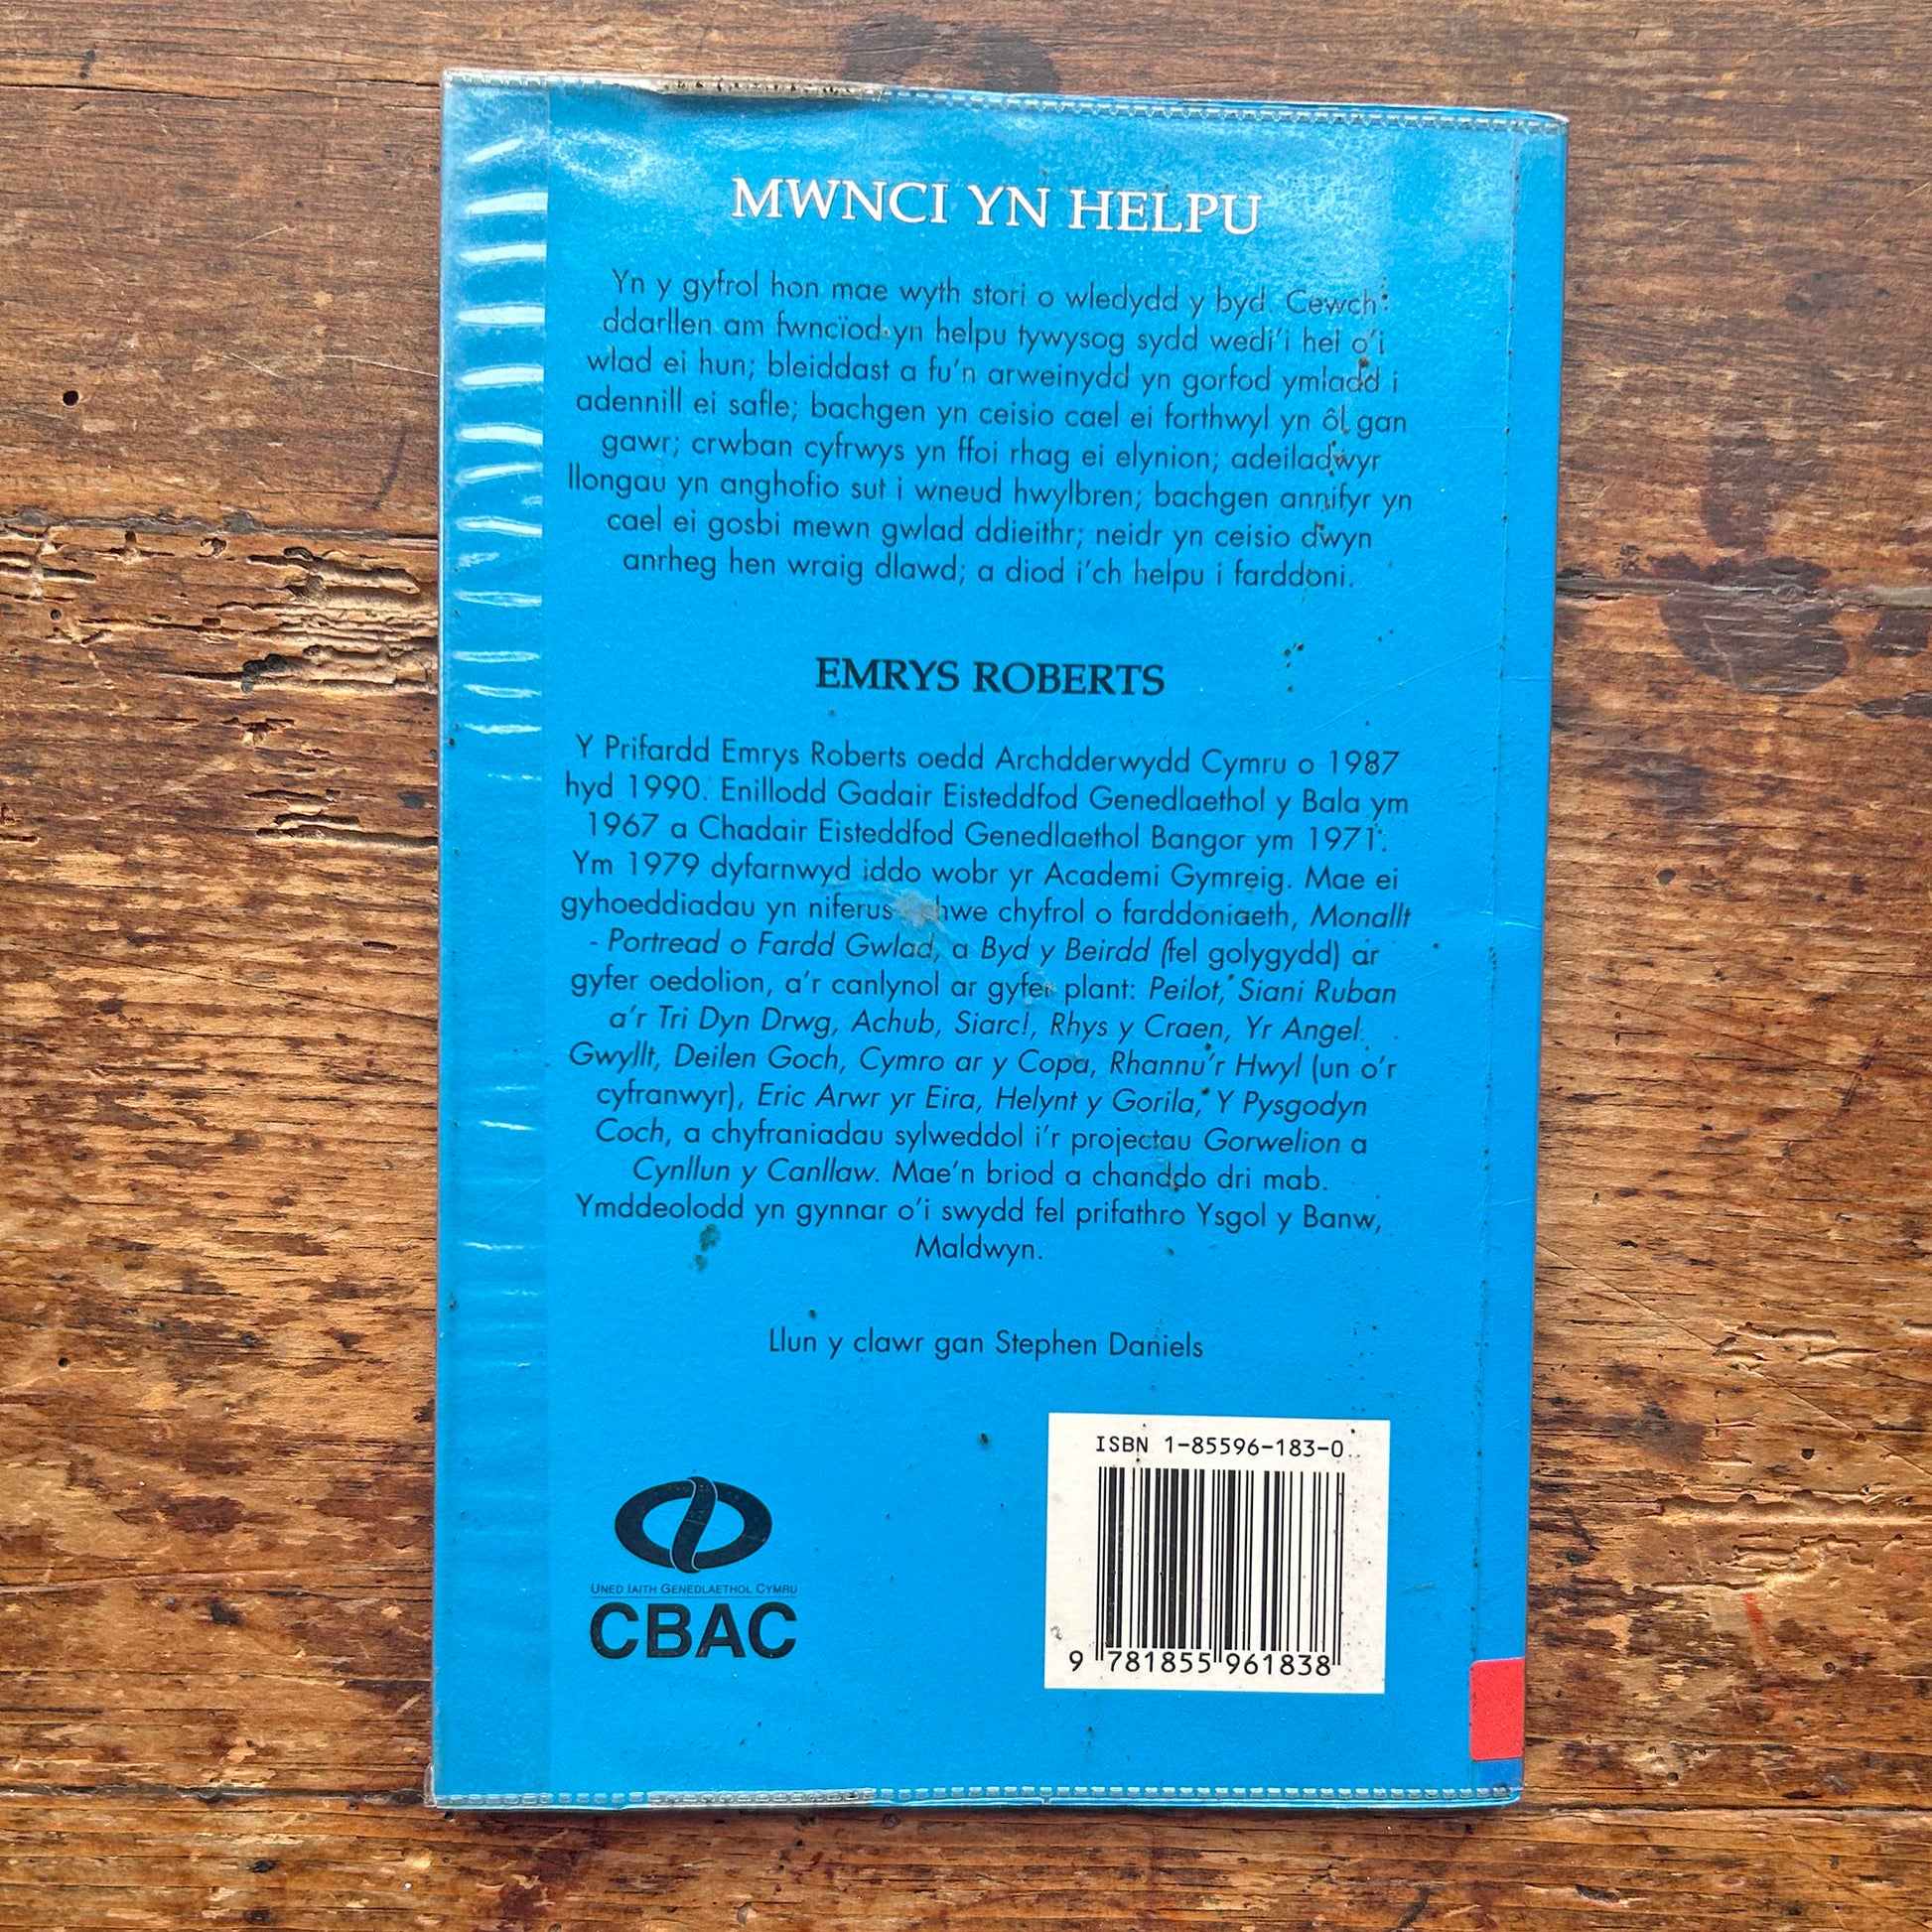 MWNCI YN HELPU
Yn y gyfrol hon mae wyth stori o wledydd y byd. Cewch
ddarllen am fwncïod yn helpu tywysog sydd wedi'i hel o'i
wlad ei hun; bleiddast a fu'n arweinydd yn gorfod ymladd i
adennill ei safle; bachgen yn ceisio cael ei forthwyl yn ôl gan
gawr; crwban cyfrwys yn ffoi rhag ei elynion; adeiladwyr
llongau yn anghofio sut i wneud hwylbren; bachgen annifyr yn
cael ei gosbi mewn gwlad ddieithr; neidr yn ceisio dwyn
anrheg hen wraig dlawd; a diod i'ch helpu i farddoni.
EMRYS ROBERTS
Y Prifardd Emrys Roberts oedd Archdderwydd Cymru o 1987
hyd 1990. Enillodd Gadair Eisteddfod Genedlaethol y Bala ym
1967 a Chadair Eisteddfod Genedlaethol Bangor ym 1971.
Ym 1979 dyfarnwyd iddo wobr yr Academi Gymreig. Mae ei
gyhoeddiadau yn niferus chwe chyfrol o farddoniaeth, Monallt
- Portread o Fardd Gwlad, a Byd y Beirdd (fel golygydd) ar
gyfer oedolion, a'r canlynol ar gyfer plant: Peilot, Siani Ruban
a'r Tri Dyn Drwg, Achub, Siarc!, Rhys y Craen, Yr Angel
Gwyllt, Deilen Goch, Cymro ar y Copa, Rhannu'r Hwyl (un o'r
cyfranwyr), Eric Arwr yr Eira, Helynt y Gorila, Y Pysgodyn
Coch, a chyfraniadau sylweddol i'r projectau Gorwelion a
Cynllun y Canllaw. Mae'n briod a chanddo dri mab.
Ymddeolodd yn gynnar o'i swydd fel prifathro Ysgol y Banw,
Maldwyn.
Llun y clawr gan Stephen Daniels
ISBN 1-85596-183-0
9 781855 961838
UNED IAITH GENEDLAETHOL CYMRU
CBAC